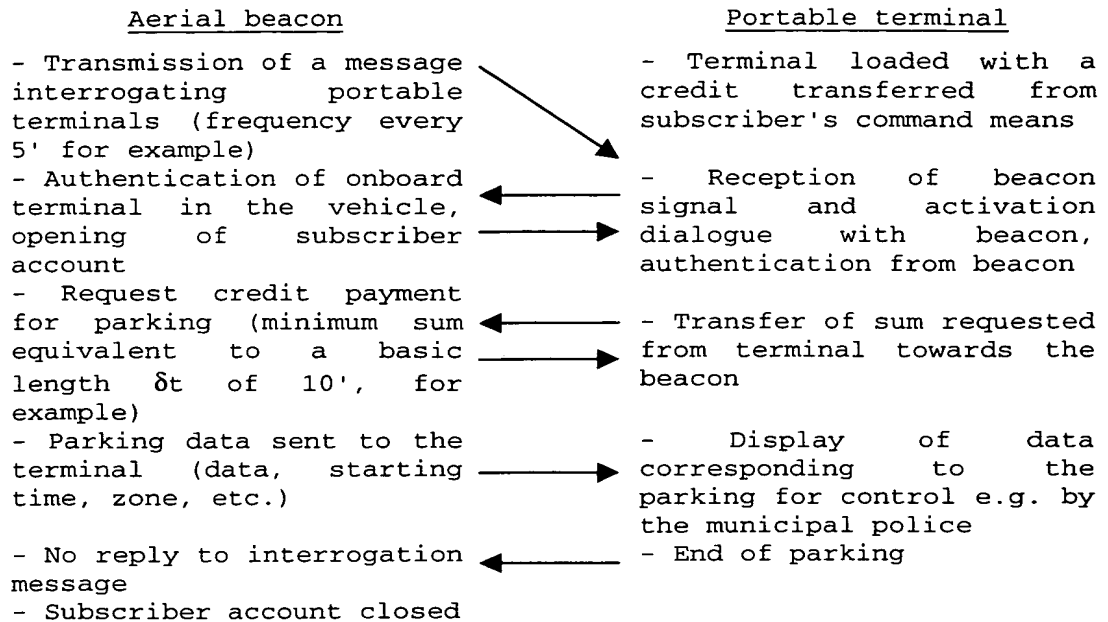 Aerial beacon
- Transmission of a message
interrogating portable
terminals (frequency every
5' for example)
- Authentication of onboard
terminal in the vehicle,
opening of subscriber
account
- Request credit payment
for parking (minimum sum
equivalent to a basic
length δt of 10', for
example)
- Parking data sent to the
terminal (data, starting
time, zone, etc.)
- No reply to interrogation
message
- Subscriber account closed
Portable terminal
- Terminal loaded with a
credit transferred from
subscriber's command means
- Reception of beacon
signal and activation
dialogue with beacon,
authentication from beacon
- Transfer of sum requested
from terminal towards the
beacon
- Display of data
corresponding to the
parking for control e.g. by
the municipal police
- End of parking